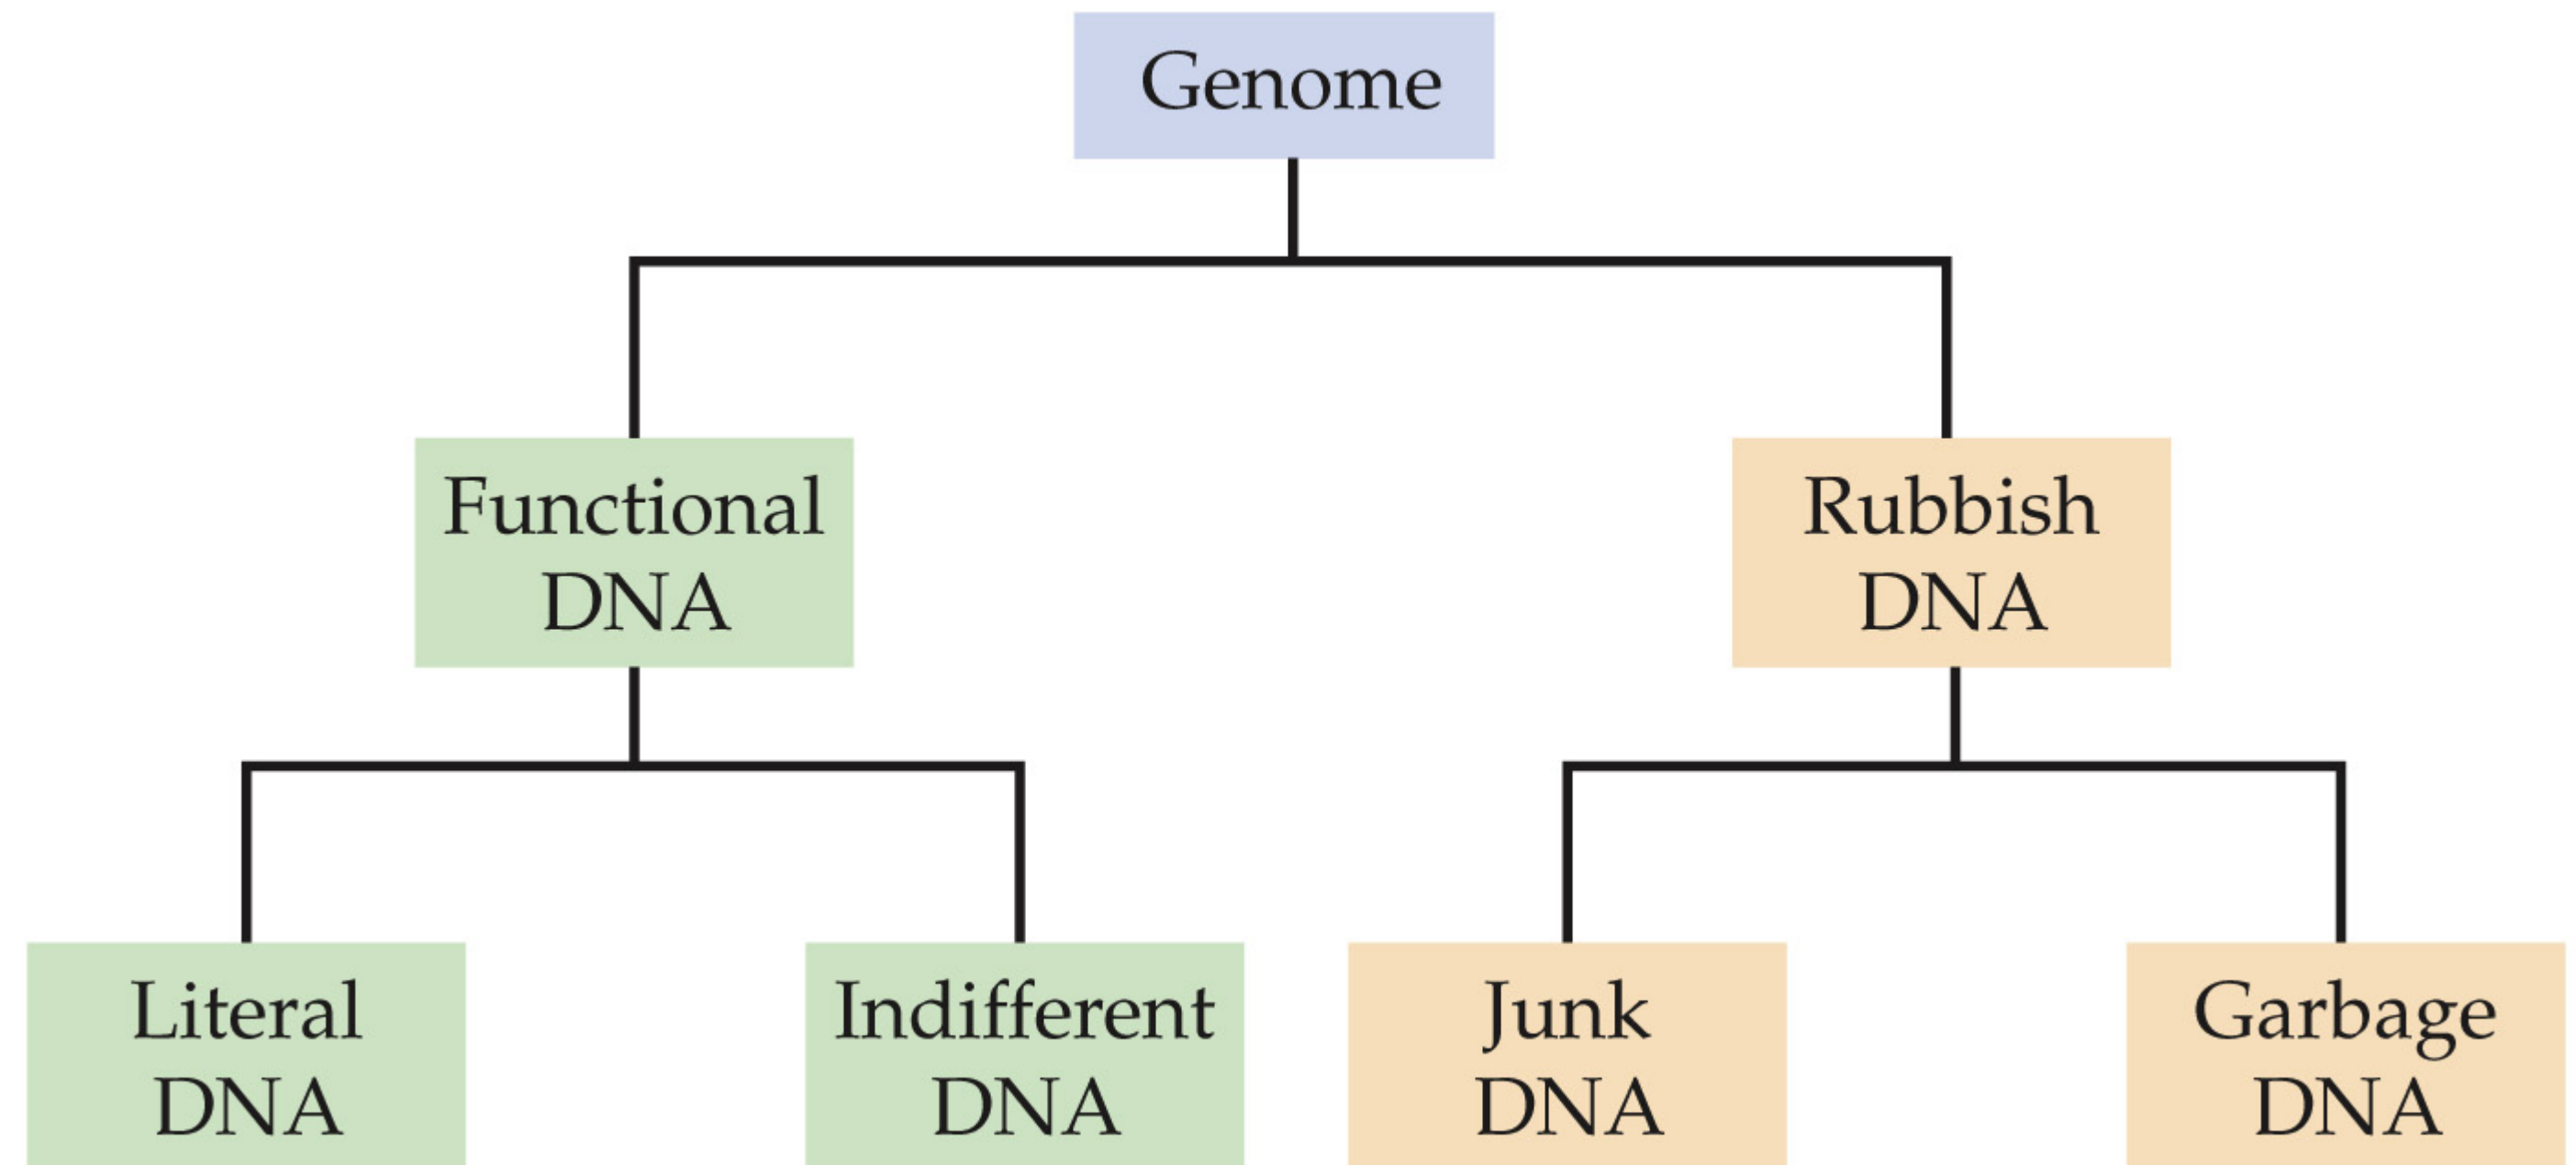 Genome
Functional
DNA
Rubbish
DNA
Literal
DNA
Indifferent
DNA
Junk
DNA
Garbage
DNA